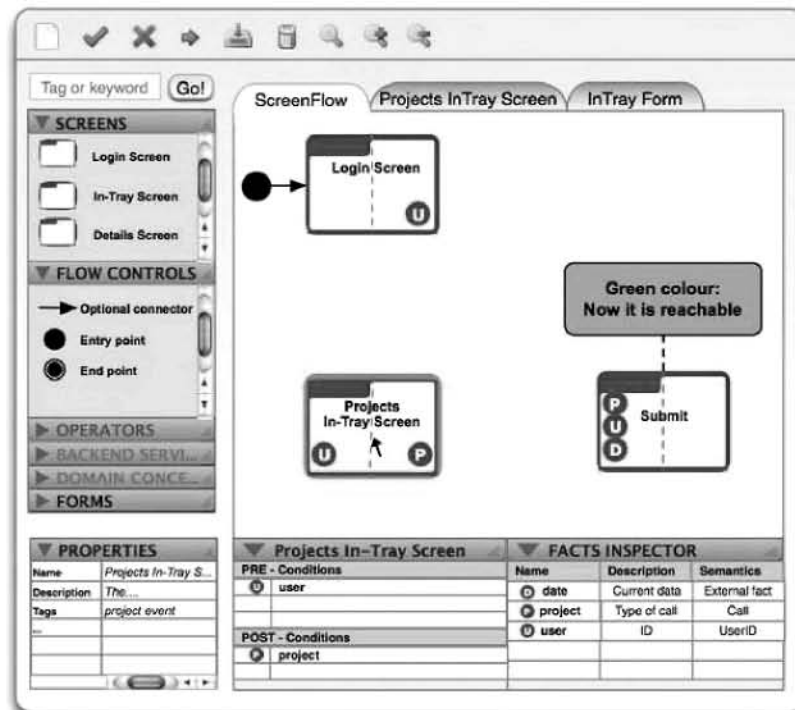 Tag or keyword
Go!
SCREENS
Login Screen
In-Tray Screen
Details Screen
FLOW CONTROLS
Optional connector
Entry point
End point
OPERATORS
BACKEND SERVI...
DOMAIN CONCE...
FORMS
ScreenFlow
Projects InTray Screen
InTray Form
Login Screen
U
Green colour:
Now it is reachable
Projects
In-Tray Screen
U
P
P
U
D
Submit
PROPERTIES
Name
Projects In-Tray S...
Description
The....
Tags
project event
...
Projects In-Tray Screen
PRE - Conditions
U user
POST - Conditions
P project
FACTS INSPECTOR
Name Description Semantics
D date Current data External fact
P project Type of call Call
U user ID UserID